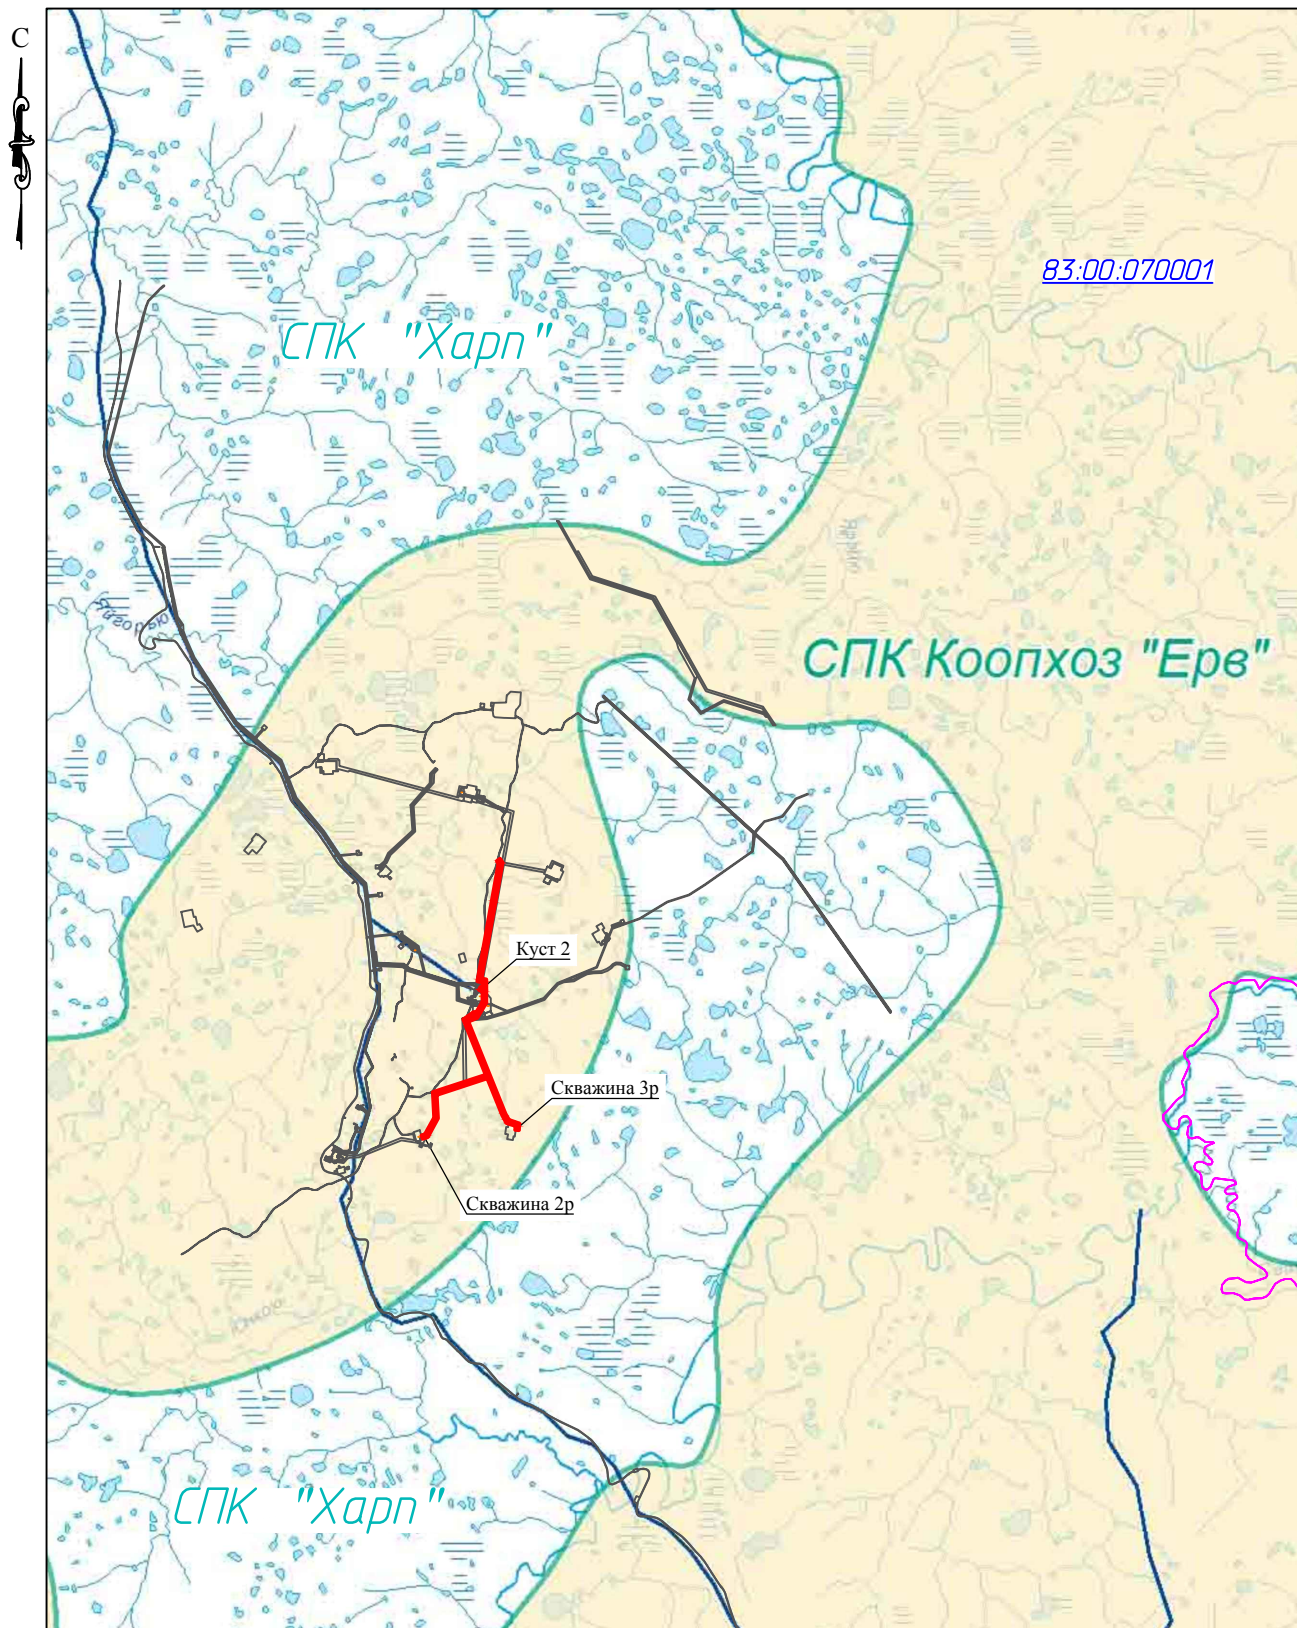 С
83:00:070001
СПК "Харп"
СПК Коопхоз "Ерв"
Куст 2
Скважина 3р
Скважина 2р
СПК "Харп"